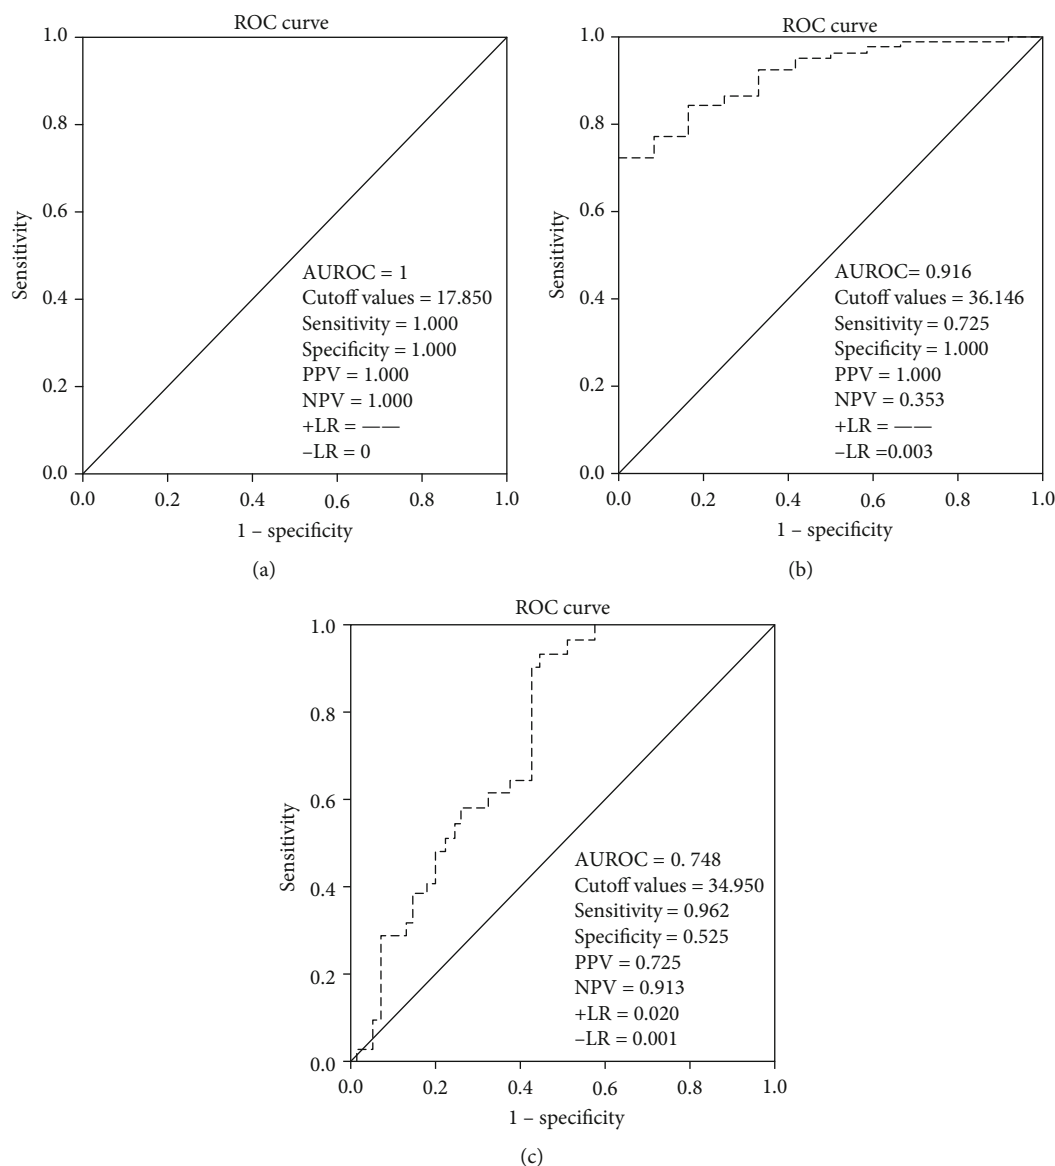 ROC curve
1.0
0.8
0.6
0.4
0.2
0.0
Sensitivity
AUROC = 1
Cutoff values = 17.850
Sensitivity = 1.000
Specificity = 1.000
PPV = 1.000
NPV = 1.000
+LR = ——
–LR = 0
0.0 0.2 0.4 0.6 0.8 1.0
1 – specificity
(a)
ROC curve
1.0
0.8
0.6
0.4
0.2
0.0
Sensitivity
AUROC= 0.916
Cutoff values = 36.146
Sensitivity = 0.725
Specificity = 1.000
PPV = 1.000
NPV = 0.353
+LR = ——
–LR =0.003
0.0 0.2 0.4 0.6 0.8 1.0
1 – specificity
(b)
ROC curve
1.0
0.8
0.6
0.4
0.2
0.0
Sensitivity
AUROC = 0. 748
Cutoff values = 34.950
Sensitivity = 0.962
Specificity = 0.525
PPV = 0.725
NPV = 0.913
+LR = 0.020
–LR = 0.001
0.0 0.2 0.4 0.6 0.8 1.0
1 – specificity
(c)